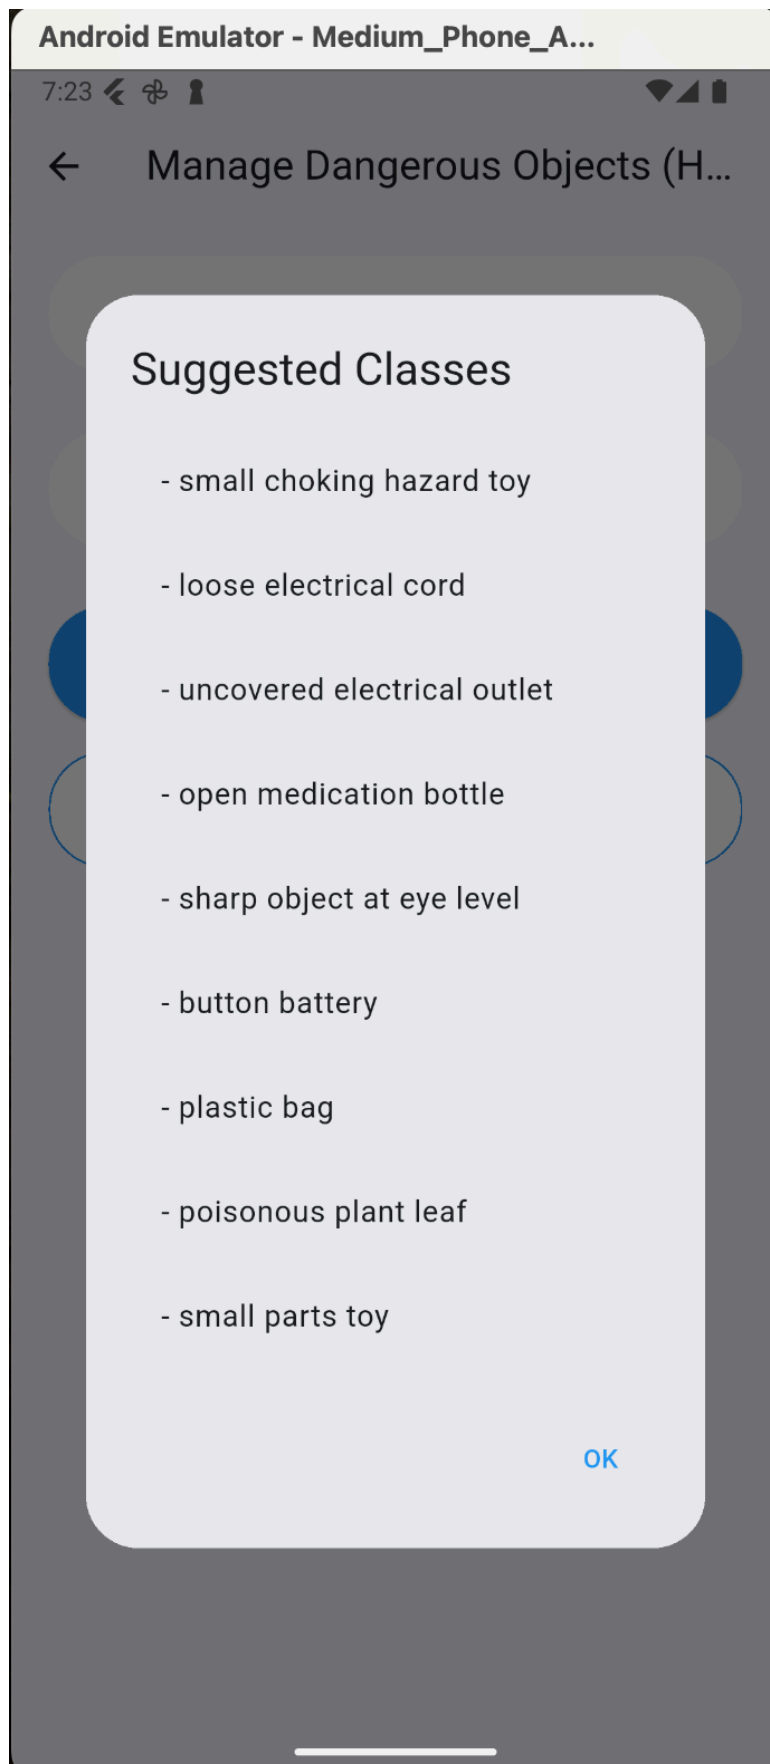 Android Emulator - Medium_Phone_A...
7:23
Manage Dangerous Objects (H...
Suggested Classes
- small choking hazard toy
- loose electrical cord
- uncovered electrical outlet
- open medication bottle
- sharp object at eye level
- button battery
- plastic bag
- poisonous plant leaf
- small parts toy
OK